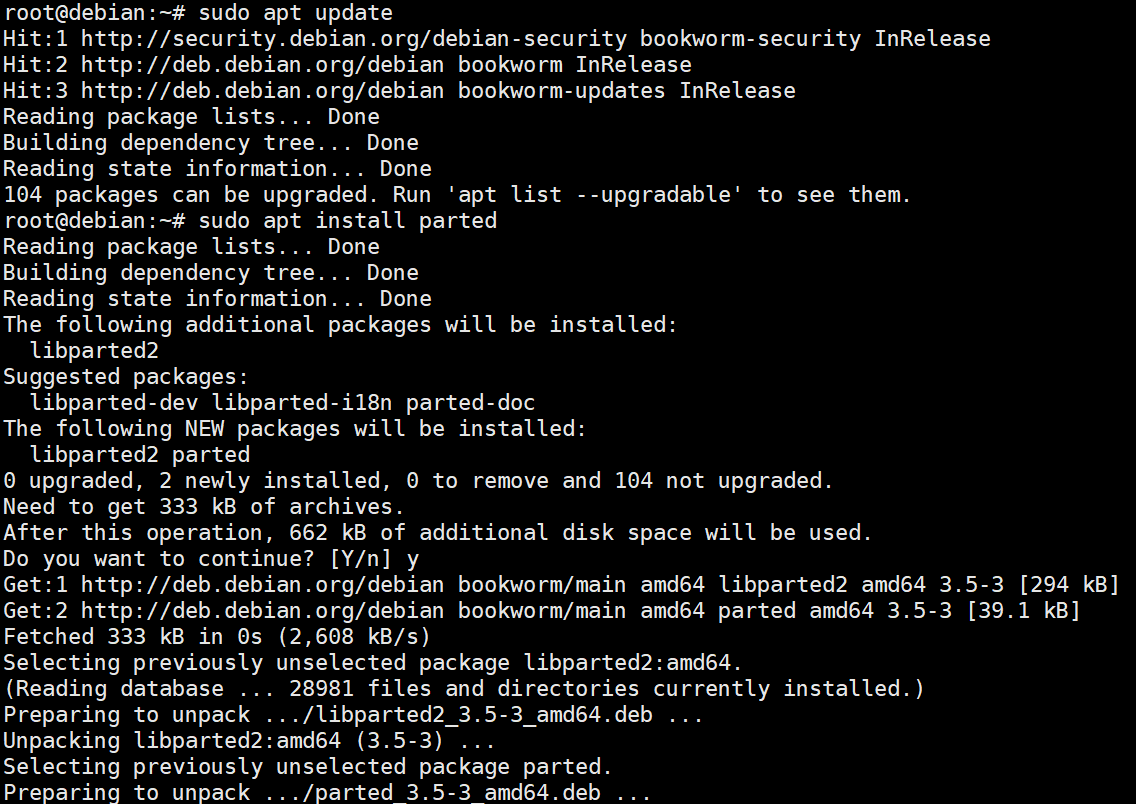 root@debian:~# sudo apt update
Hit:1 http://security.debian.org/debian-security bookworm-security InRelease
Hit:2 http://deb.debian.org/debian bookworm InRelease
Hit:3 http://deb.debian.org/debian bookworm-updates InRelease
Reading package lists... Done
Building dependency tree... Done
Reading state information... Done
104 packages can be upgraded. Run 'apt list --upgradable' to see them.
root@debian:~# sudo apt install parted
Reading package lists... Done
Building dependency tree... Done
Reading state information... Done
The following additional packages will be installed:
  libparted2
Suggested packages:
  libparted-dev libparted-i18n parted-doc
The following NEW packages will be installed:
  libparted2 parted
0 upgraded, 2 newly installed, 0 to remove and 104 not upgraded.
Need to get 333 kB of archives.
After this operation, 662 kB of additional disk space will be used.
Do you want to continue? [Y/n] y
Get:1 http://deb.debian.org/debian bookworm/main amd64 libparted2 amd64 3.5-3 [294 kB]
Get:2 http://deb.debian.org/debian bookworm/main amd64 parted amd64 3.5-3 [39.1 kB]
Fetched 333 kB in 0s (2,608 kB/s)
Selecting previously unselected package libparted2:amd64.
(Reading database ... 28981 files and directories currently installed.)
Preparing to unpack .../libparted2_3.5-3_amd64.deb ...
Unpacking libparted2:amd64 (3.5-3) ...
Selecting previously unselected package parted.
Preparing to unpack .../parted_3.5-3_amd64.deb ...